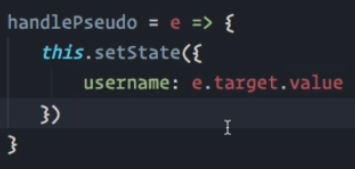 handlePseudo = e => {
this.setState({
username: e.target.value
})
}